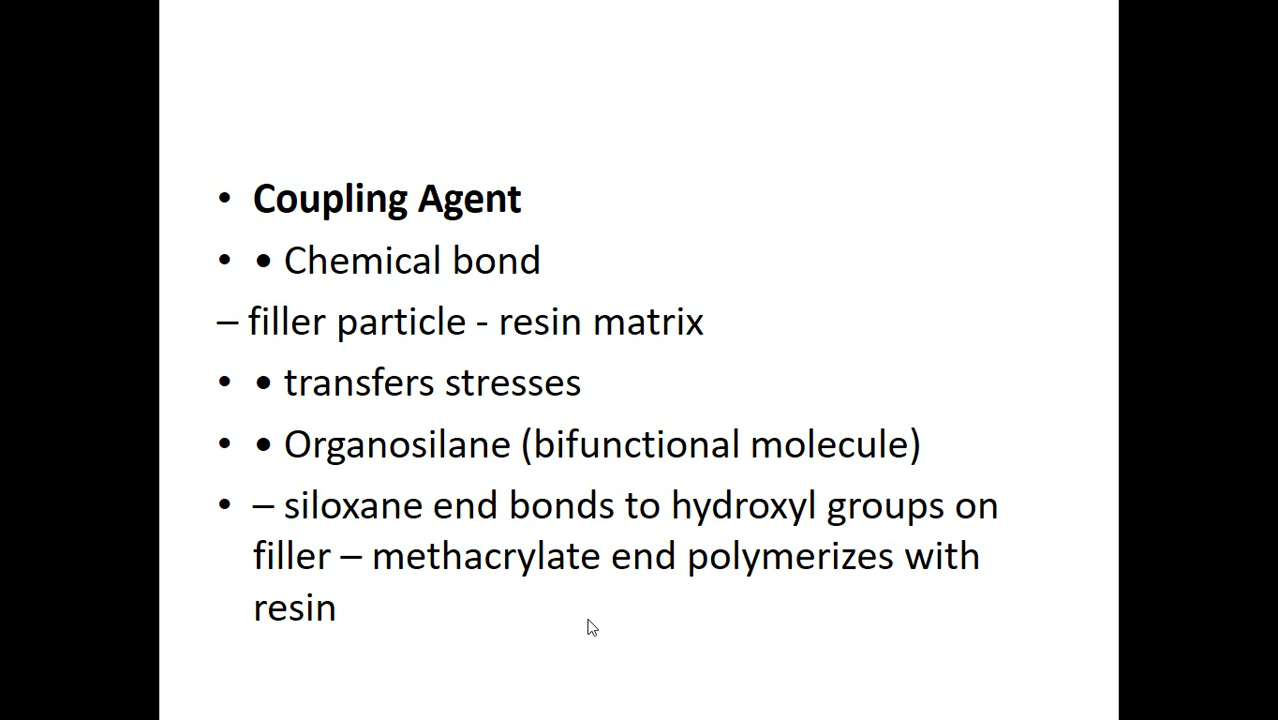 • Coupling Agent
• • Chemical bond
– filler particle - resin matrix
• • transfers stresses
• • Organosilane (bifunctional molecule)
• – siloxane end bonds to hydroxyl groups on
filler – methacrylate end polymerizes with
resin